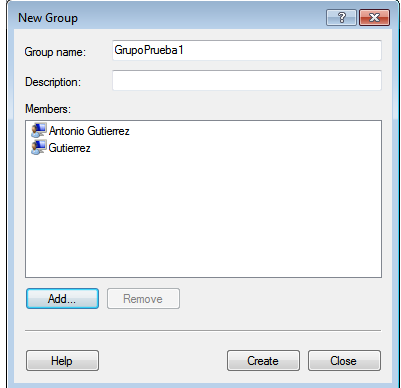 New Group
Group name: GrupoPrueba1
Description:
Members:
Antonio Gutierrez
Gutierrez
Add... Remove
Help Create Close